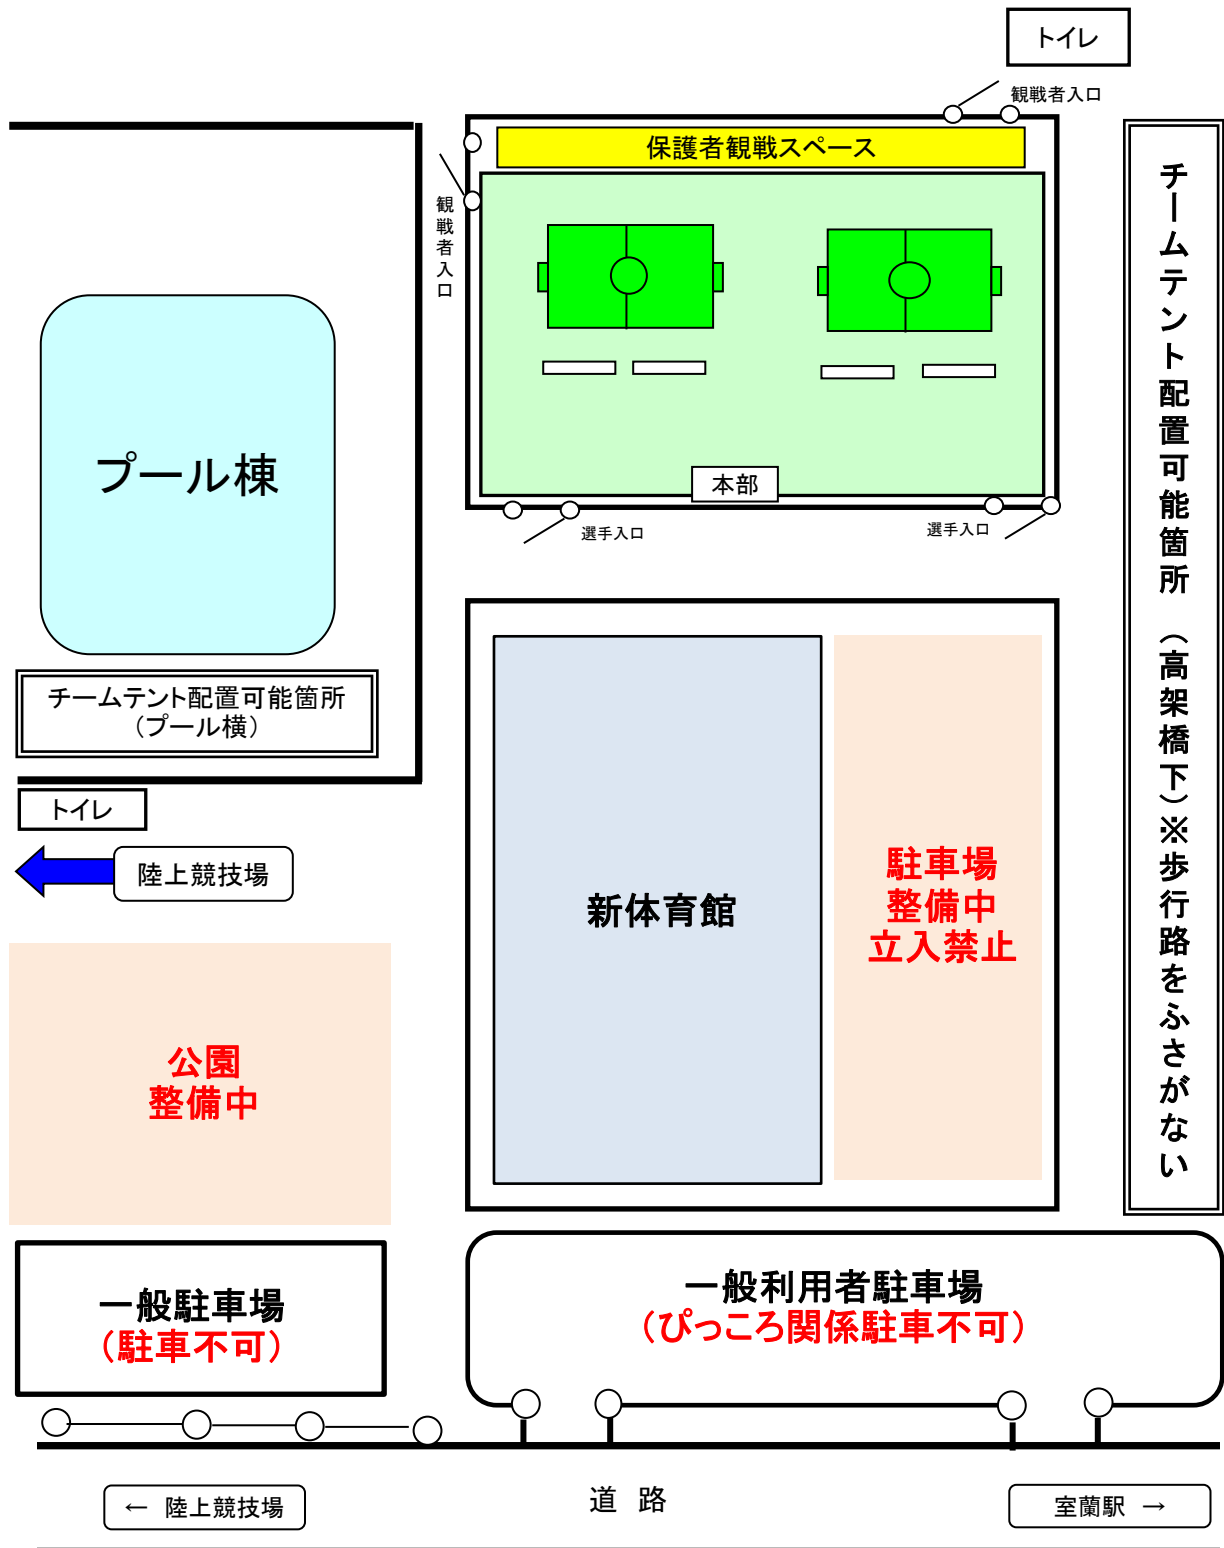 トイレ
観戦者入口
保護者観戦スペース
観戦者入口
チームテント配置可能箇所 （高架橋下）※歩行路をふさがない
プール棟
本部
選手入口
選手入口
チームテント配置可能箇所
（プール横）
トイレ
陸上競技場
新体育館
駐車場
整備中
立入禁止
公園
整備中
一般駐車場
（駐車不可）
一般利用者駐車場
（ぴっころ関係駐車不可）
← 陸上競技場
道 路
室蘭駅 →